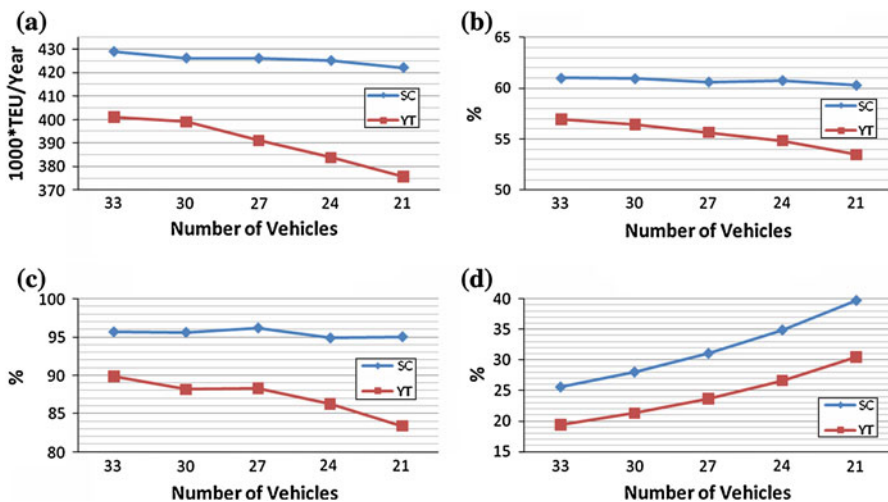 (a)
430
420
410
400
390
380
370
1000*TEU/Year
SC
YT
33 30 27 24 21
Number of Vehicles
(b)
65
60
55
50
%
SC
YT
33 30 27 24 21
Number of Vehicles
(c)
100
95
90
85
80
%
SC
YT
33 30 27 24 21
Number of Vehicles
(d)
40
35
30
25
20
15
%
SC
YT
33 30 27 24 21
Number of Vehicles